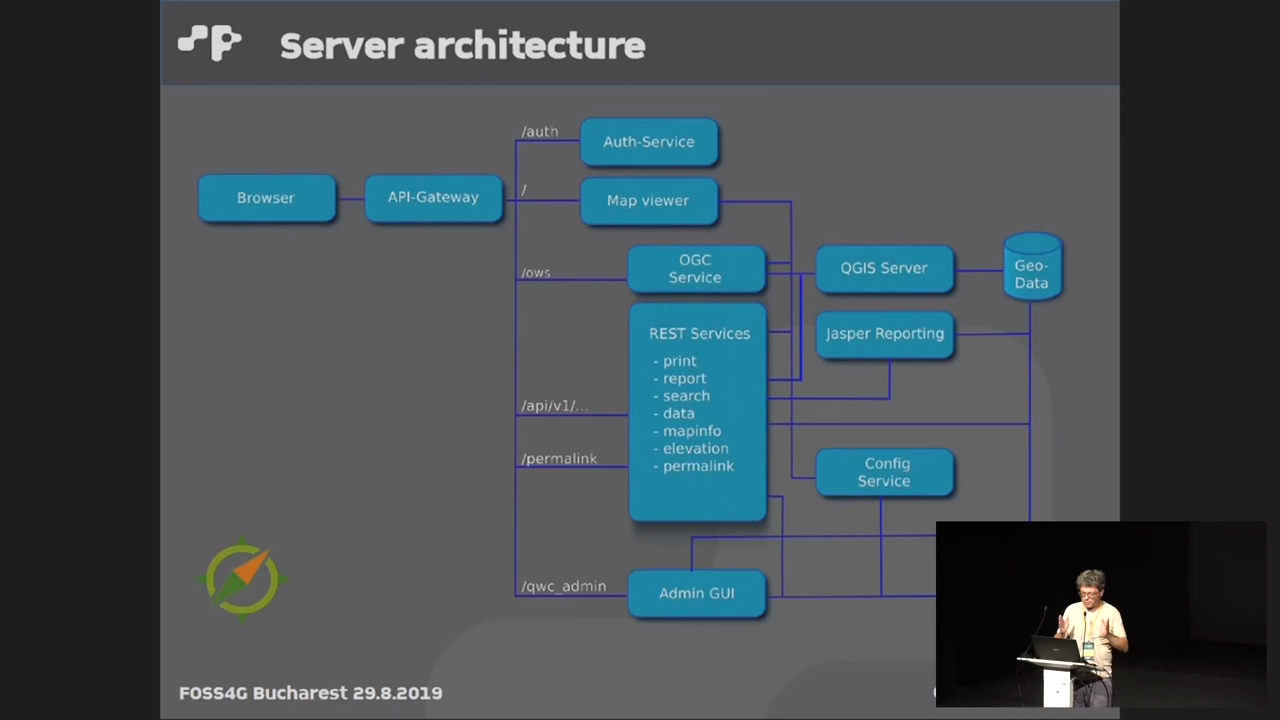 Server architecture
/auth
Auth-Service
Browser
API-Gateway
/
Map viewer
/ows
OGC
Service
QGIS Server
Geo-
Data
REST Services
- print
- report
- search
- data
- mapinfo
- elevation
- permalink
Jasper Reporting
/api/v1/...
/permalink
Config
Service
/qwc_admin
Admin GUI
FOSS4G Bucharest 29.8.2019